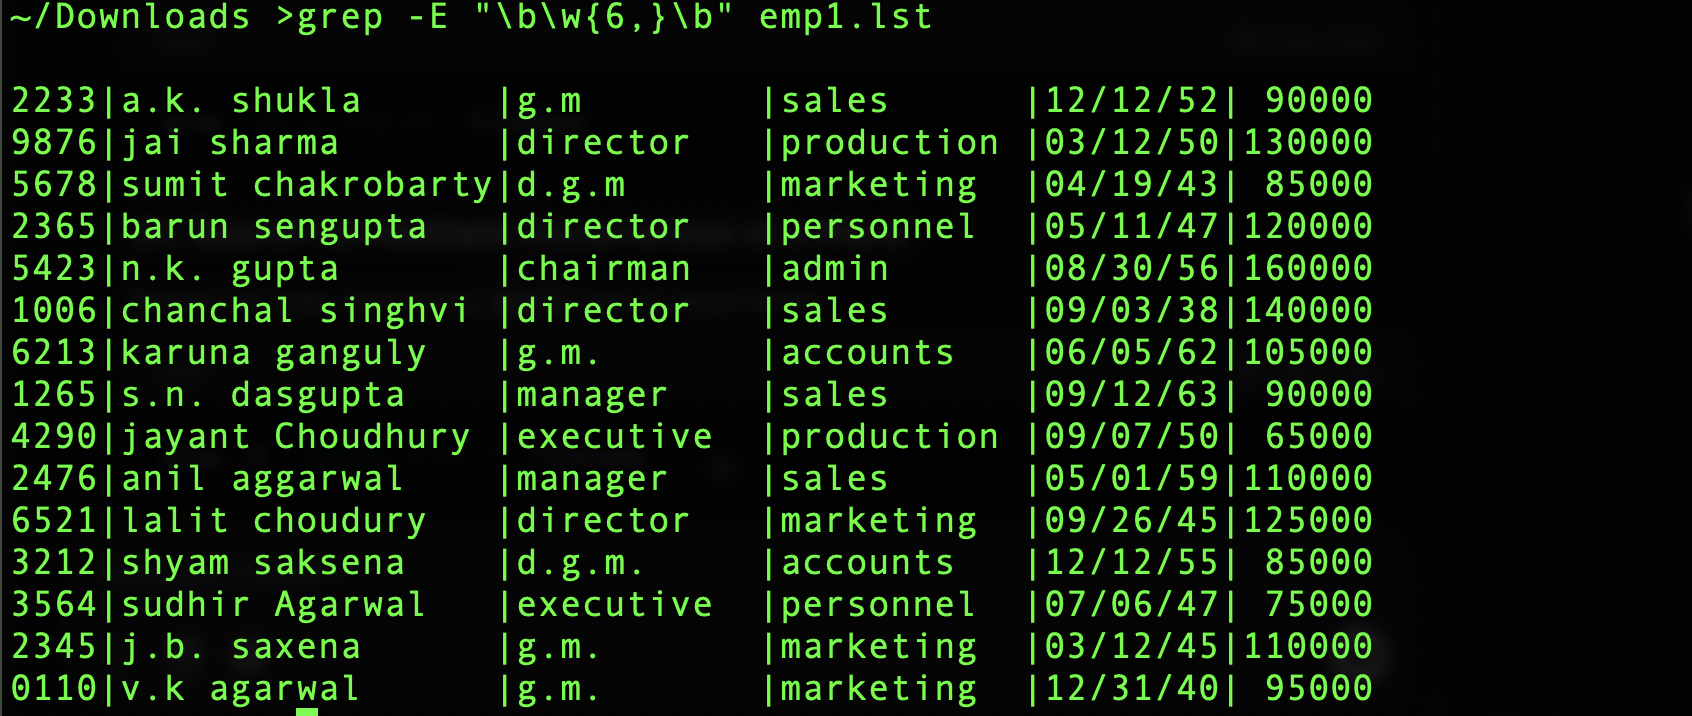 ~/Downloads >grep -E "\b\w{6,}\b" emp1.lst
2233|a.k. shukla      |g.m        |sales      |12/12/52| 90000
9876|jai sharma       |director   |production |03/12/50|130000
5678|sumit chakrobarty|d.g.m      |marketing  |04/19/43| 85000
2365|barun sengupta   |director   |personnel  |05/11/47|120000
5423|n.k. gupta       |chairman   |admin      |08/30/56|160000
1006|chanchal singhvi |director   |sales      |09/03/38|140000
6213|karuna ganguly   |g.m.       |accounts   |06/05/62|105000
1265|s.n. dasgupta    |manager    |sales      |09/12/63| 90000
4290|jayant Choudhury |executive  |production |09/07/50| 65000
2476|anil aggarwal    |manager    |sales      |05/01/59|110000
6521|lalit choudury   |director   |marketing  |09/26/45|125000
3212|shyam saksena    |d.g.m.     |accounts   |12/12/55| 85000
3564|sudhir Agarwal   |executive  |personnel  |07/06/47| 75000
2345|j.b. saxena      |g.m.       |marketing  |03/12/45|110000
0110|v.k agarwal      |g.m.       |marketing  |12/31/40| 95000